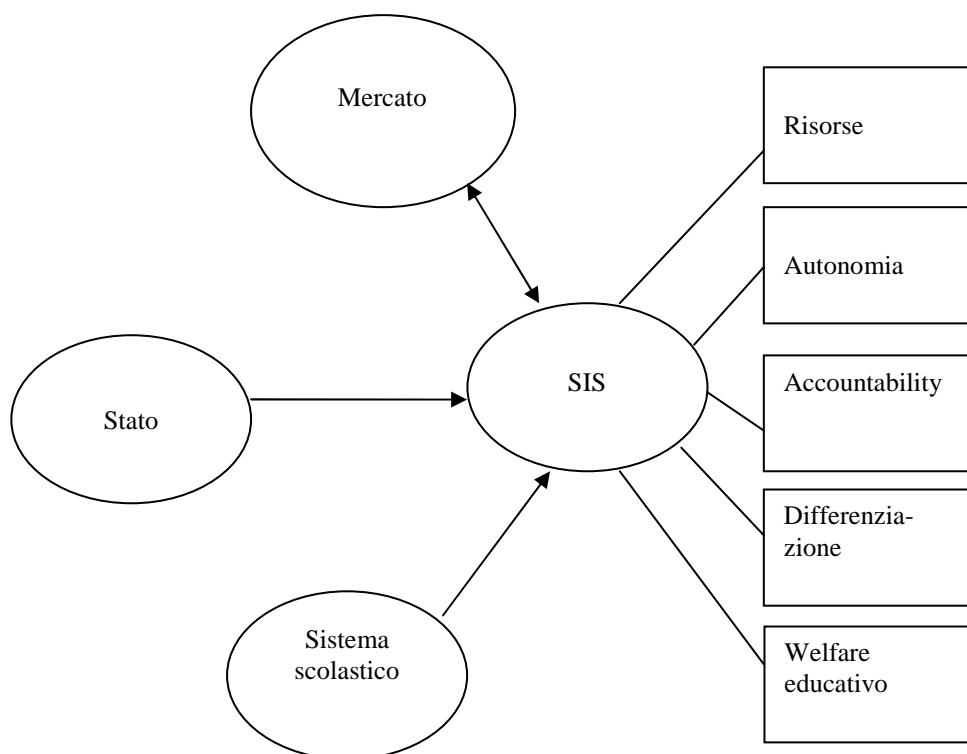 Mercato
Risorse
Autonomia
SIS
Accountability
Stato
Differenzia-
zione
Sistema
scolastico
Welfare
educativo